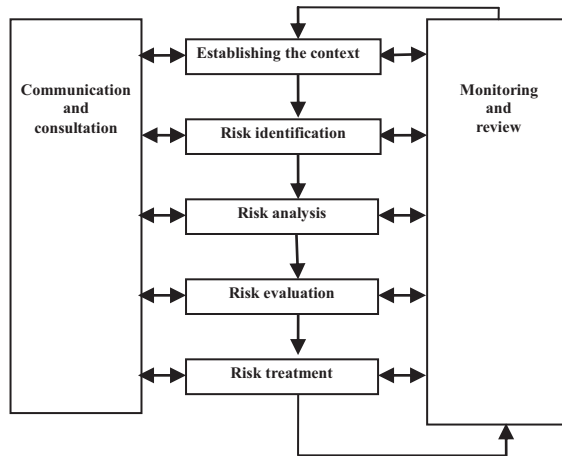 Establishing the context
Communication
and
consultation
Monitoring
and
review
Risk identification
Risk analysis
Risk evaluation
Risk treatment